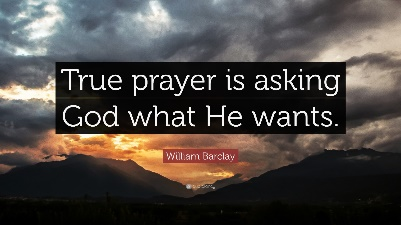 True prayer is asking
God what He wants.
William Barclay